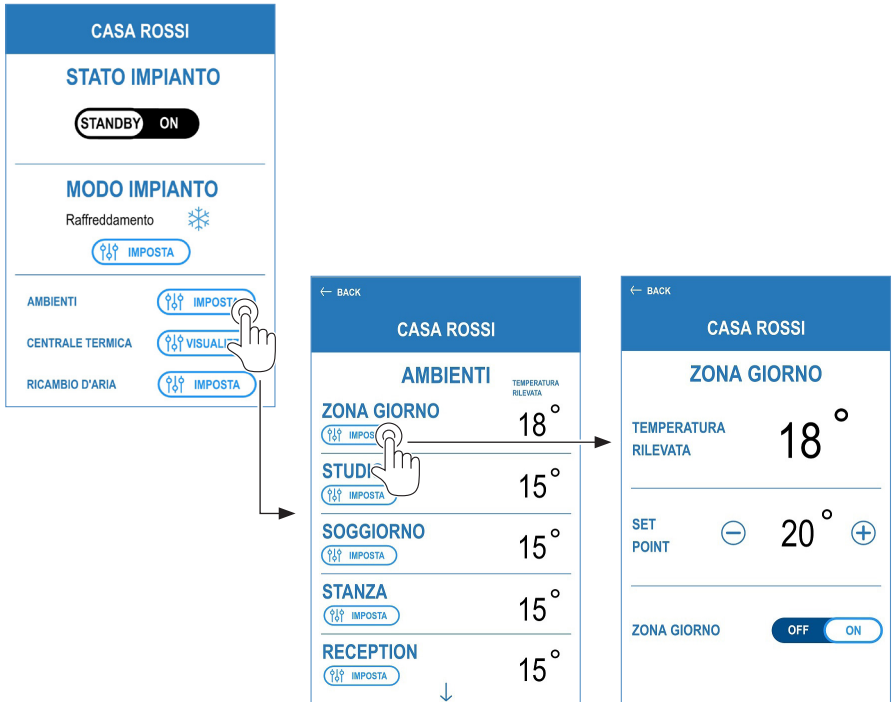 CASA ROSSI
STATO IMPIANTO
STANDBY ON
MODO IMPIANTO
Raffreddamento
IMPOSTA
AMBIENTI IMPOSTA
CENTRALE TERMICA
RICAMBIO D'ARIA IMPOSTA
← BACK
CASA ROSSI
AMBIENTI
TEMPERATURA
RILEVATA
ZONA GIORNO
18°
STUDI
IMPOSTA
15°
SOGGIORNO
IMPOSTA
15°
STANZA
IMPOSTA
15°
RECEPTION
IMPOSTA
15°
↓
← BACK
CASA ROSSI
ZONA GIORNO
TEMPERATURA
RILEVATA
18°
SET
POINT
− 20° +
ZONA GIORNO OFF ON